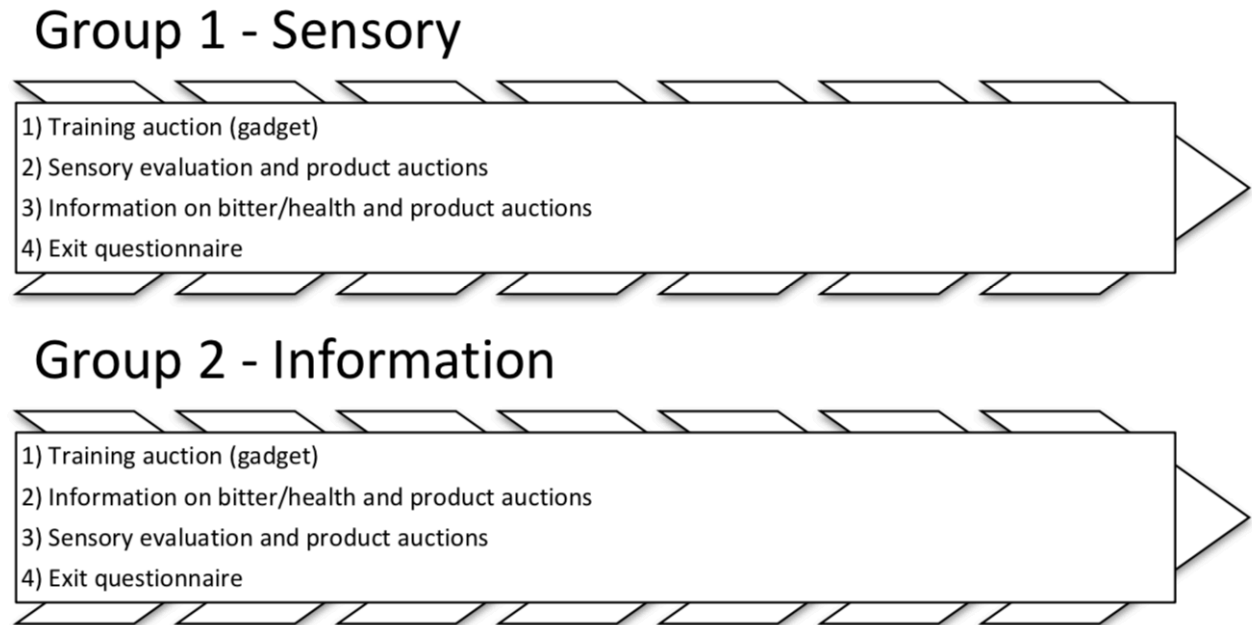 Group 1 - Sensory
1) Training auction (gadget)
2) Sensory evaluation and product auctions
3) Information on bitter/health and product auctions
4) Exit questionnaire
Group 2 - Information
1) Training auction (gadget)
2) Information on bitter/health and product auctions
3) Sensory evaluation and product auctions
4) Exit questionnaire